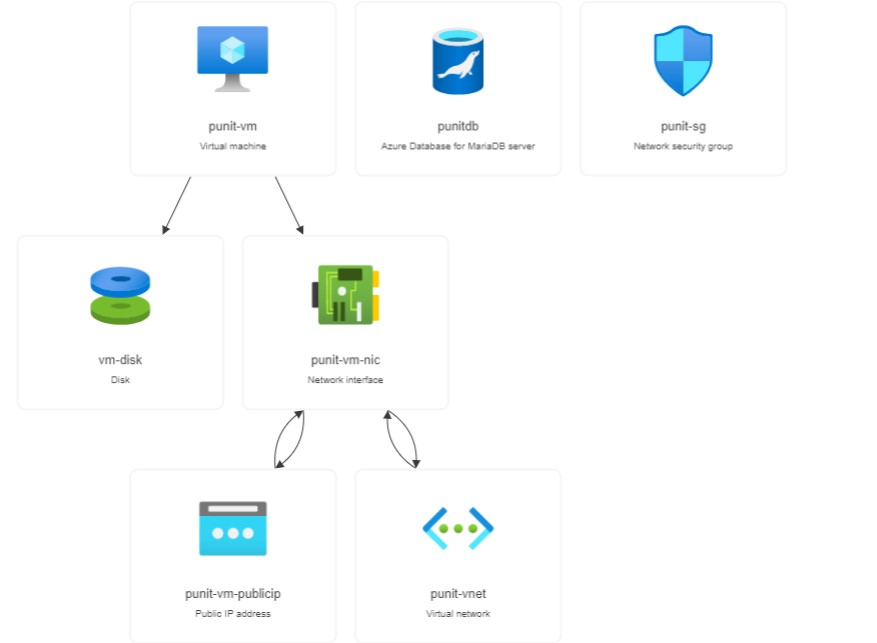 punit-vm
Virtual machine
punitdb
Azure Database for MariaDB server
punit-sg
Network security group
vm-disk
Disk
punit-vm-nic
Network interface
punit-vm-publicip
Public IP address
punit-vnet
Virtual network